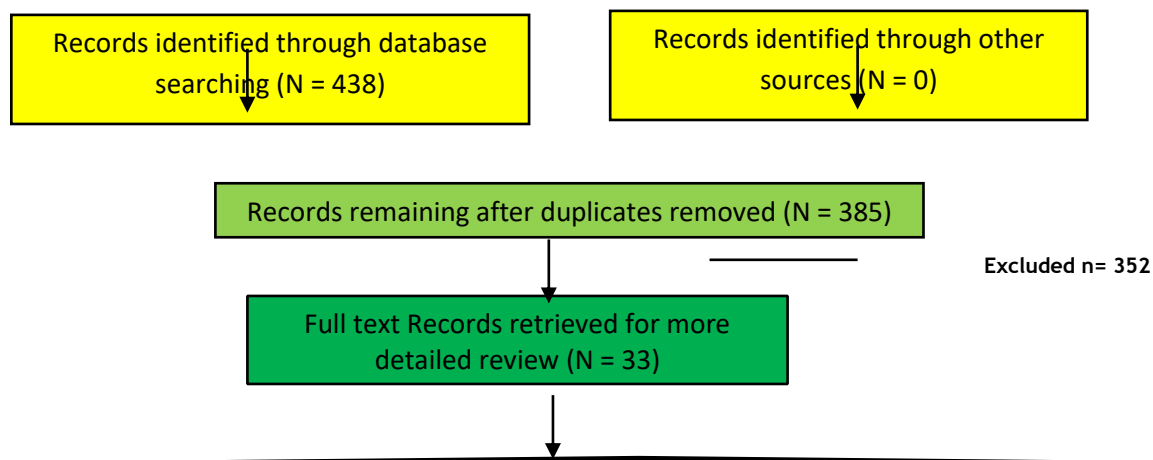 Records identified through database
searching (N = 438)
Records identified through other
sources (N = 0)
Records remaining after duplicates removed (N = 385)
Excluded n= 352
Full text Records retrieved for more
detailed review (N = 33)